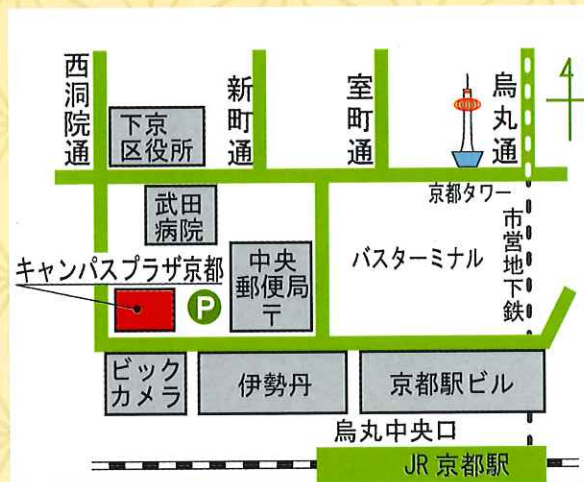 西洞院通
新町通
室町通
烏丸通
4
下京
区役所
京都タワー
武田
病院
市営地下鉄
キャンパスプラザ京都
P
中央
郵便局
〒
バスターミナル
ビック
カメラ
伊勢丹
京都駅ビル
烏丸中央口
JR京都駅